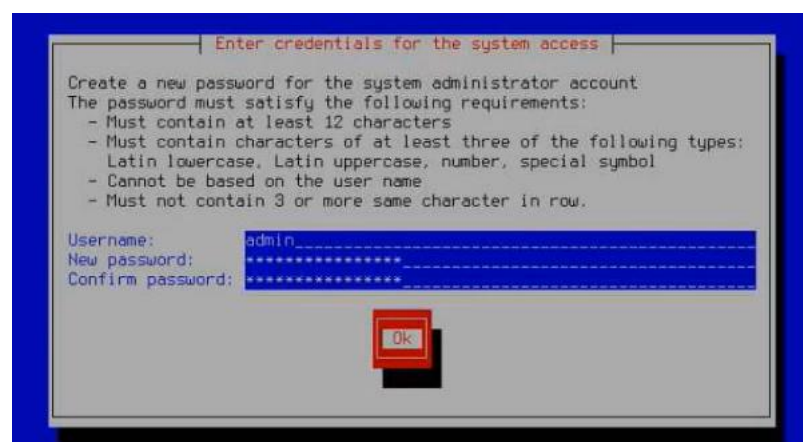 Enter credentials for the system access
Create a new password for the system administrator account
The password must satisfy the following requirements:
- Must contain at least 12 characters
- Must contain characters of at least three of the following types:
Latin lowercase, Latin uppercase, number, special symbol
- Cannot be based on the user name
- Must not contain 3 or more same character in row.
Username: admin
New password: ****************
Confirm password: ****************
Ok